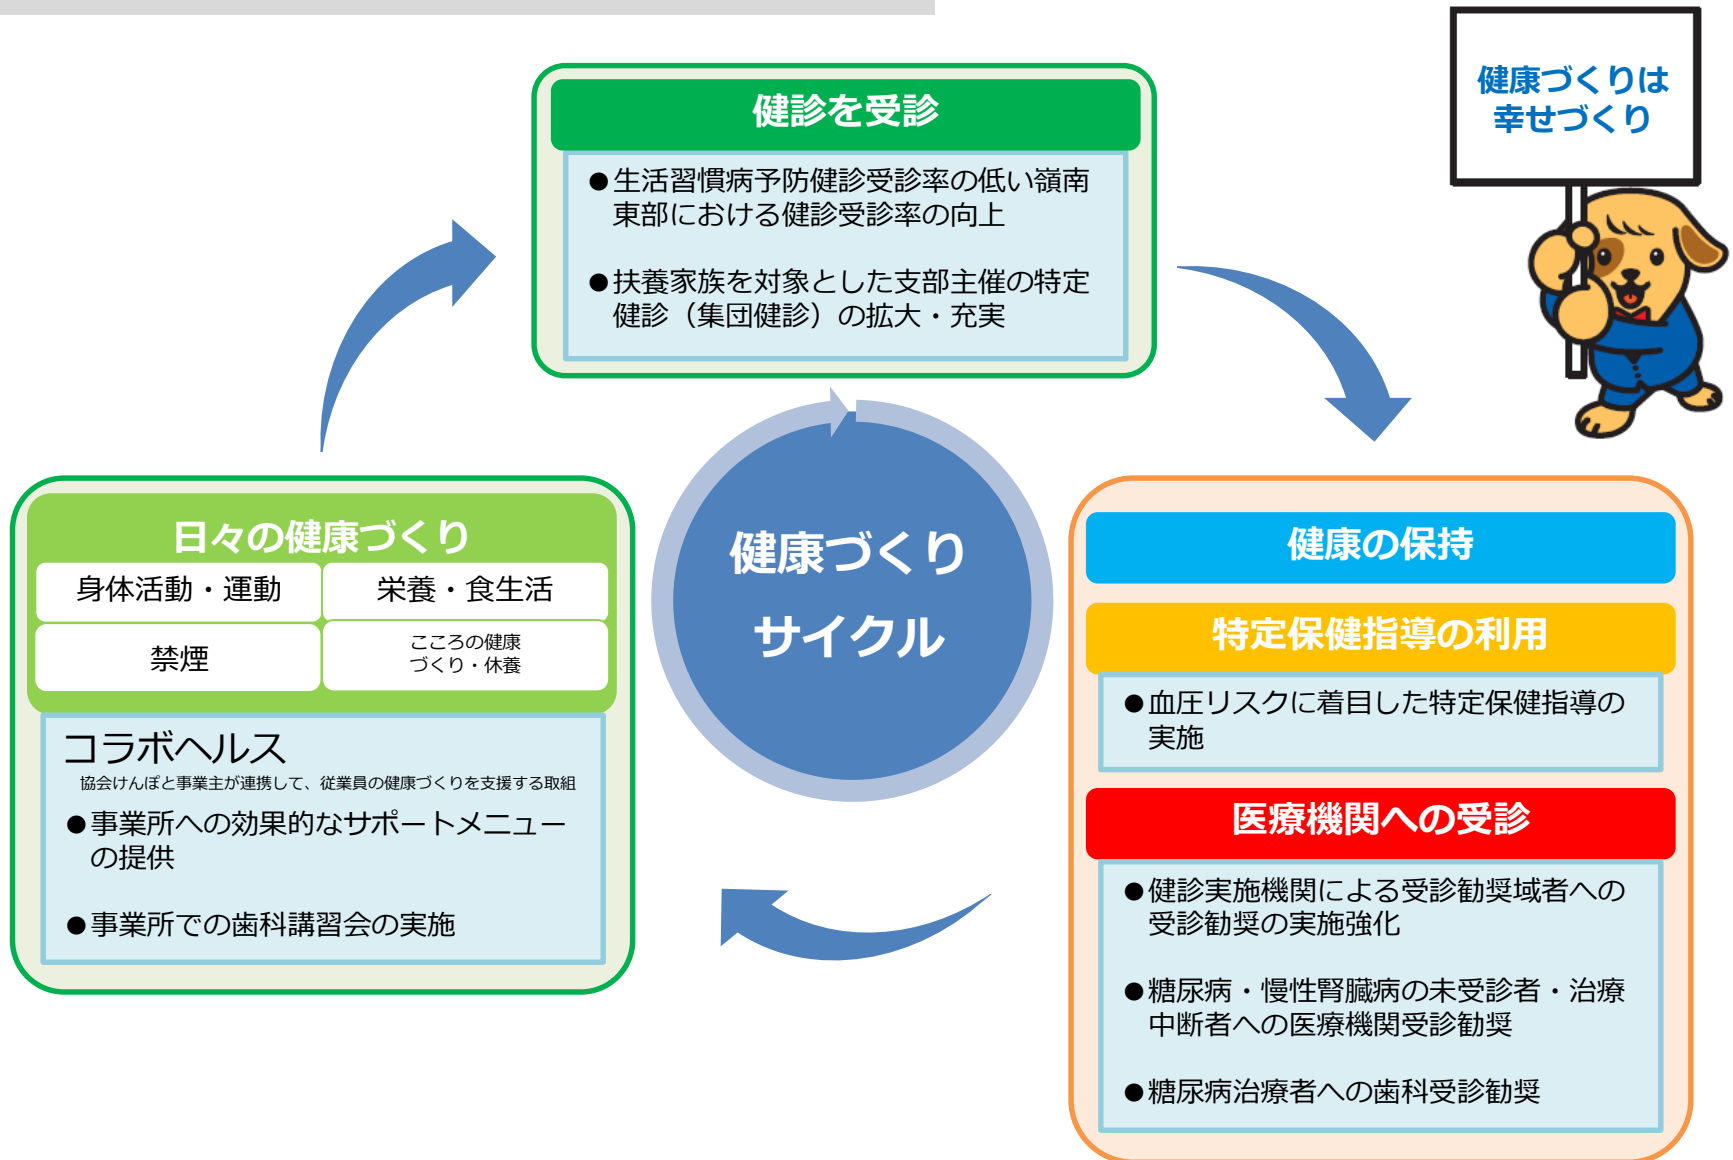 健康づくりは
幸せづくり
健診を受診
●生活習慣病予防健診受診率の低い嶺南
東部における健診受診率の向上
●扶養家族を対象とした支部主催の特定
健診（集団健診）の拡大・充実
健康づくり
サイクル
健康の保持
特定保健指導の利用
●血圧リスクに着目した特定保健指導の
実施
医療機関への受診
●健診実施機関による受診勧奨域者への
受診勧奨の実施強化
●糖尿病・慢性腎臓病の未受診者・治療
中断者への医療機関受診勧奨
●糖尿病治療者への歯科受診勧奨
日々の健康づくり
身体活動・運動
栄養・食生活
禁煙
こころの健康
づくり・休養
コラボヘルス
協会けんぽと事業主が連携して、従業員の健康づくりを支援する取組
●事業所への効果的なサポートメニュー
の提供
●事業所での歯科講習会の実施